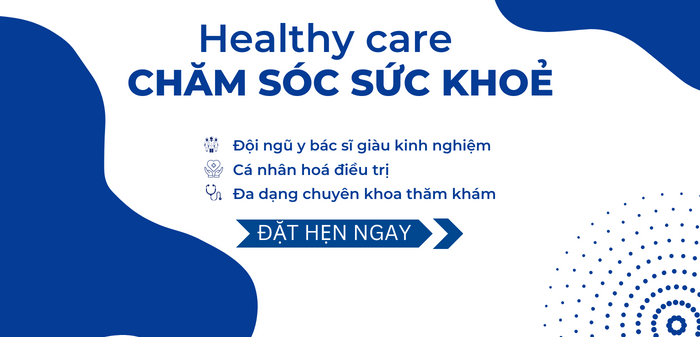 Healthy care
CHĂM SÓC SỨC KHOẺ
Đội ngũ y bác sĩ giàu kinh nghiệm
Cá nhân hoá điều trị
Đa dạng chuyên khoa thăm khám
ĐẶT HẸN NGAY